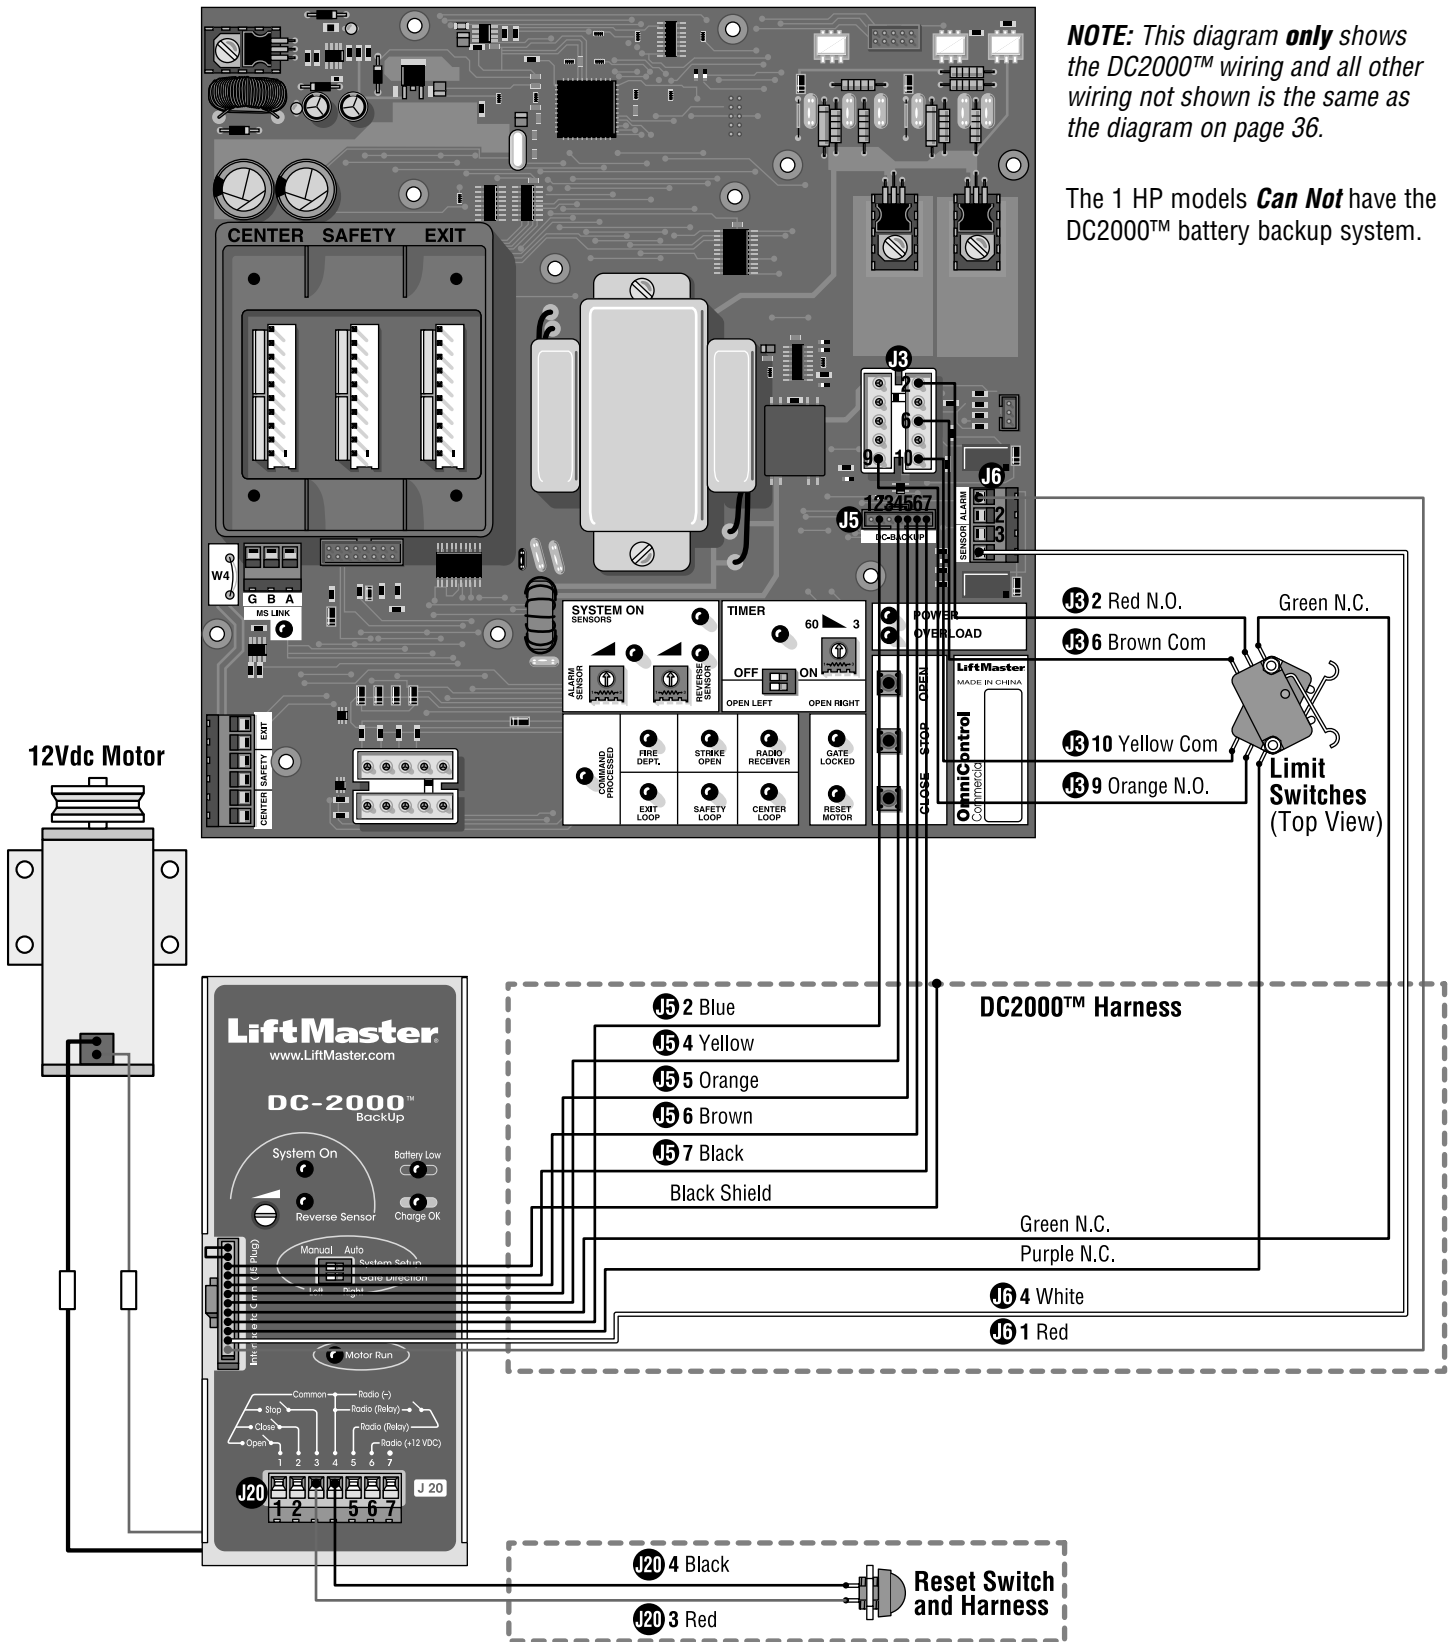 NOTE: This diagram only shows
the DC2000™ wiring and all other
wiring not shown is the same as
the diagram on page 36.
The 1 HP models Can Not have the
DC2000™ battery backup system.
CENTER SAFETY EXIT
J3
2
6
9 10
J6
ALARM
SENSOR
2
3
1234567
J5
DC-BACKUP
W4
G B A
MS LINK
SYSTEM ON
SENSORS
ALARM
SENSOR
REVERSE
SENSOR
TIMER
60 3
OFF ON
OPEN LEFT OPEN RIGHT
POWER
OVERLOAD
OPEN
STOP
CLOSE
LiftMaster
MADE IN CHINA
OmniControl
Commercial
COMMAND
PROCESSED
FIRE
DEPT.
STRIKE
OPEN
RADIO
RECEIVER
GATE
LOCKED
EXIT
LOOP
SAFETY
LOOP
CENTER
LOOP
RESET
MOTOR
EXIT
SAFETY
CENTER
J3 2 Red N.O.
Green N.C.
J3 6 Brown Com
J3 10 Yellow Com
J3 9 Orange N.O.
Limit
Switches
(Top View)
12Vdc Motor
DC2000™ Harness
J5 2 Blue
J5 4 Yellow
J5 5 Orange
J5 6 Brown
J5 7 Black
Black Shield
Green N.C.
Purple N.C.
J6 4 White
J6 1 Red
LiftMaster®
www.LiftMaster.com
DC-2000™
BackUp
System On
Battery Low
Reverse Sensor
Charge OK
Manual Auto
System Setup
Gate Direction
Left Right
(J5 Plug)
Motor Run
Common Radio (–)
Stop Radio (Relay)
Close Radio (Relay)
Open Radio (+12 VDC)
1 2 3 4 5 6 7
J20
J 20
1 2 5 6 7
J20 4 Black
J20 3 Red
Reset Switch
and Harness